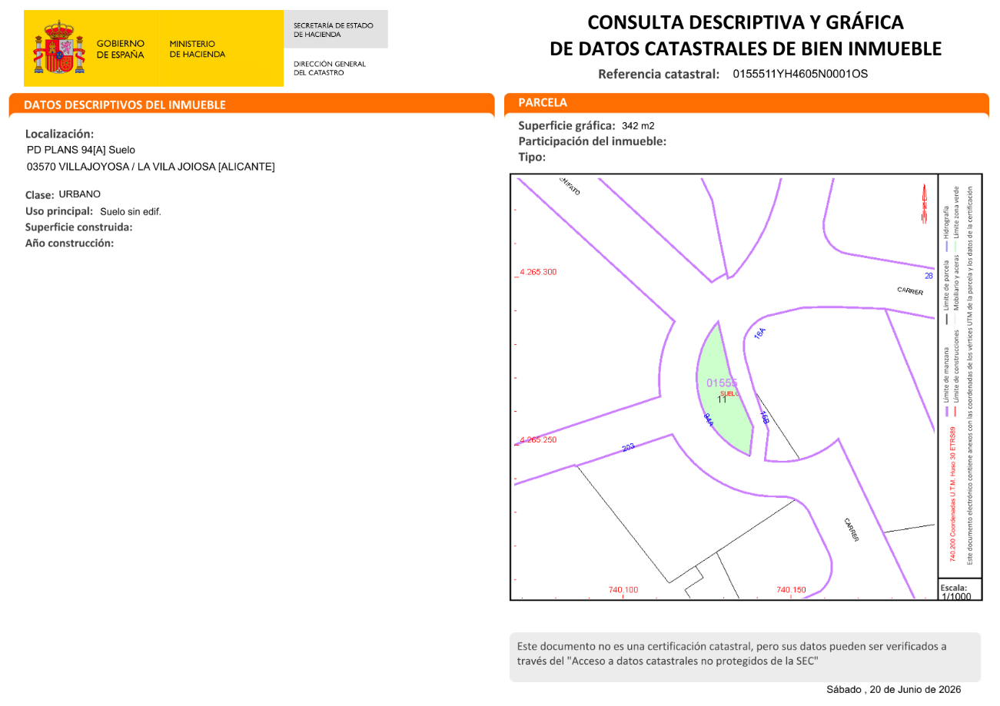 GOBIERNO
DE ESPAÑA
MINISTERIO
DE HACIENDA
SECRETARÍA DE ESTADO
DE HACIENDA
DIRECCIÓN GENERAL
DEL CATASTRO
CONSULTA DESCRIPTIVA Y GRÁFICA
DE DATOS CATASTRALES DE BIEN INMUEBLE
Referencia catastral: 0155511YH4605N0001OS
DATOS DESCRIPTIVOS DEL INMUEBLE
Localización:
PD PLANS 94[A] Suelo
03570 VILLAJOYOSA / LA VILA JOIOSA [ALICANTE]
Clase: URBANO
Uso principal: Suelo sin edif.
Superficie construida:
Año construcción:
PARCELA
Superficie gráfica: 342 m2
Participación del inmueble:
Tipo:
4.265.300
28
CARRER
16A
01555
SUELO
11
94A
16B
4.265.250
203
CARRER
740.100
740.150
Límite de manzana
Límite de parcela
Hidrografía
Límite de construcciones
Mobiliario y aceras
Límite zona verde
740.200 Coordenadas U.T.M. Huso 30 ETRS89
Este documento electrónico contiene anexos con las coordenadas de los vértices UTM de la parcela y los datos de la certificación
Escala:
1/1000
Este documento no es una certificación catastral, pero sus datos pueden ser verificados a
través del "Acceso a datos catastrales no protegidos de la SEC"
Sábado , 20 de Junio de 2026